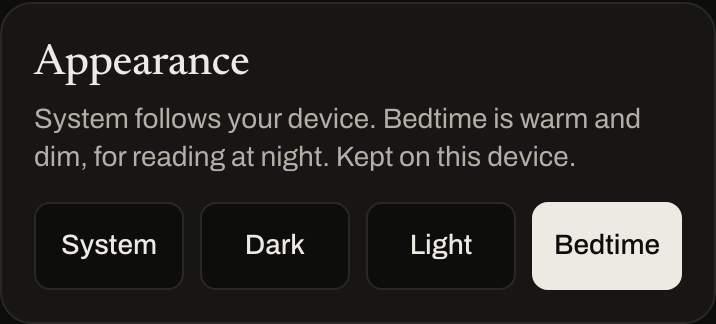 Appearance
System follows your device. Bedtime is warm and
dim, for reading at night. Kept on this device.
System Dark Light Bedtime